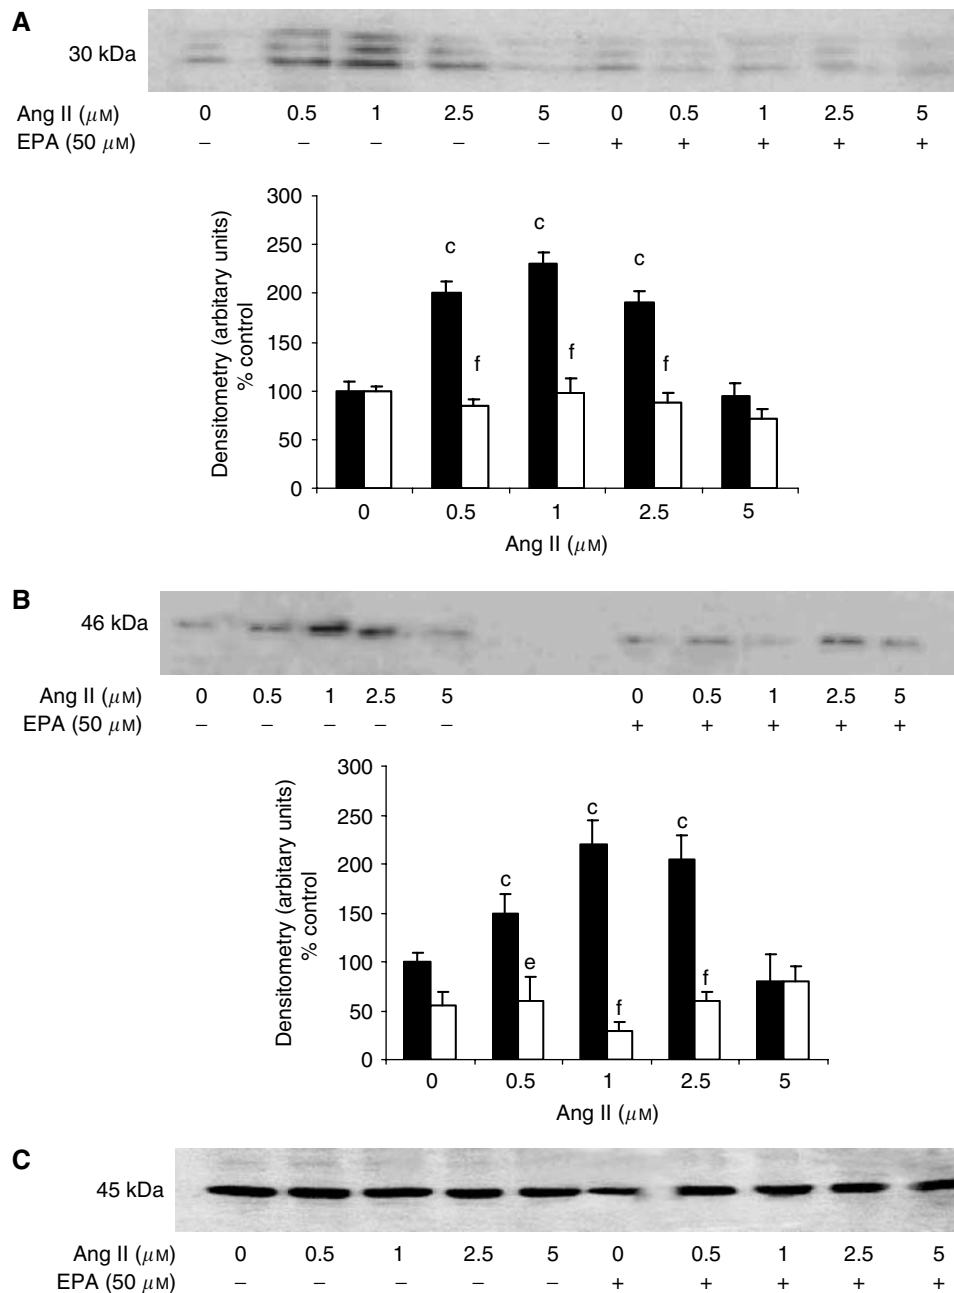 A
30 kDa
Ang II (μM) 0 0.5 1 2.5 5 0 0.5 1 2.5 5
EPA (50 μM) – – – – – + + + + +
300
250
200
150
100
50
0
Densitometry (arbitary units)
% control
c
c
c
f
f
f
0 0.5 1 2.5 5
Ang II (μM)
B
46 kDa
Ang II (μM) 0 0.5 1 2.5 5 0 0.5 1 2.5 5
EPA (50 μM) – – – – – + + + + +
300
250
200
150
100
50
0
Densitometry (arbitary units)
% control
c
c
c
e
f
f
0 0.5 1 2.5 5
Ang II (μM)
C
45 kDa
Ang II (μM) 0 0.5 1 2.5 5 0 0.5 1 2.5 5
EPA (50 μM) – – – – – + + + + +